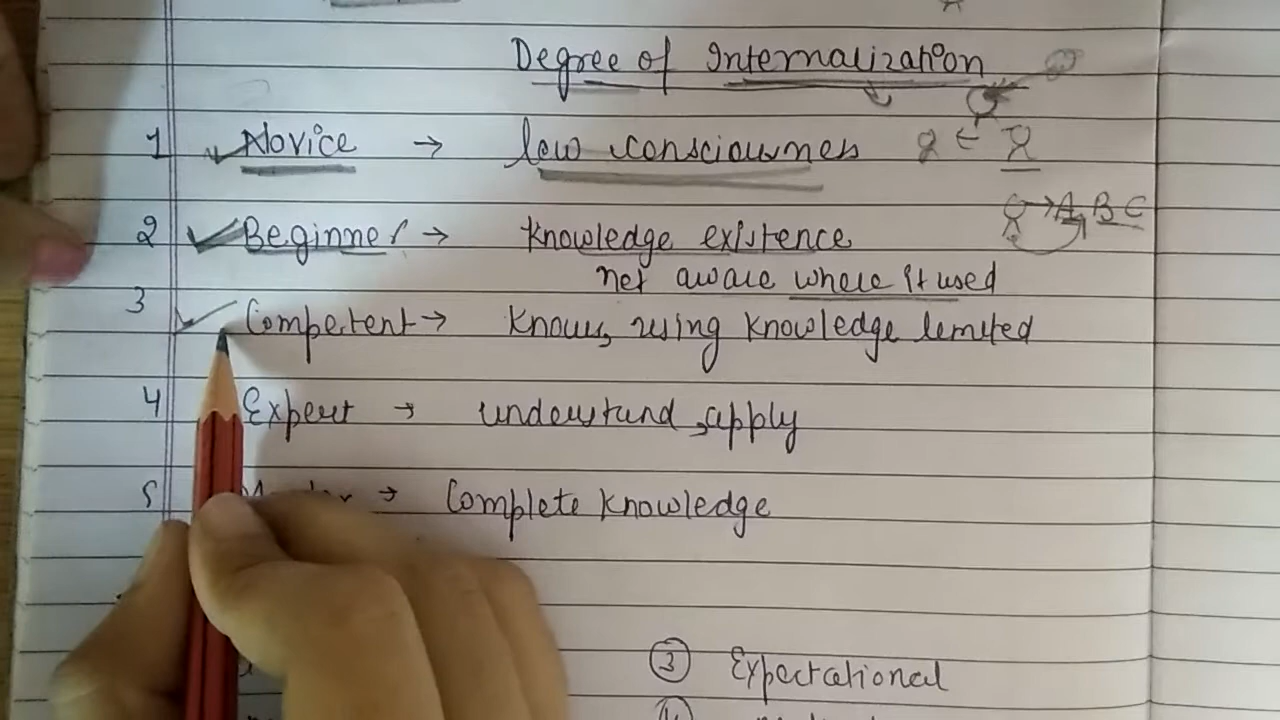 Degree of Internalization
1 Novice → low consciousness
2 Beginner → knowledge existence
not aware where it used
A, B C
3 Competent → knows, using knowledge limited
4 Expert → understand, apply
5 → Complete knowledge
3 Expectational